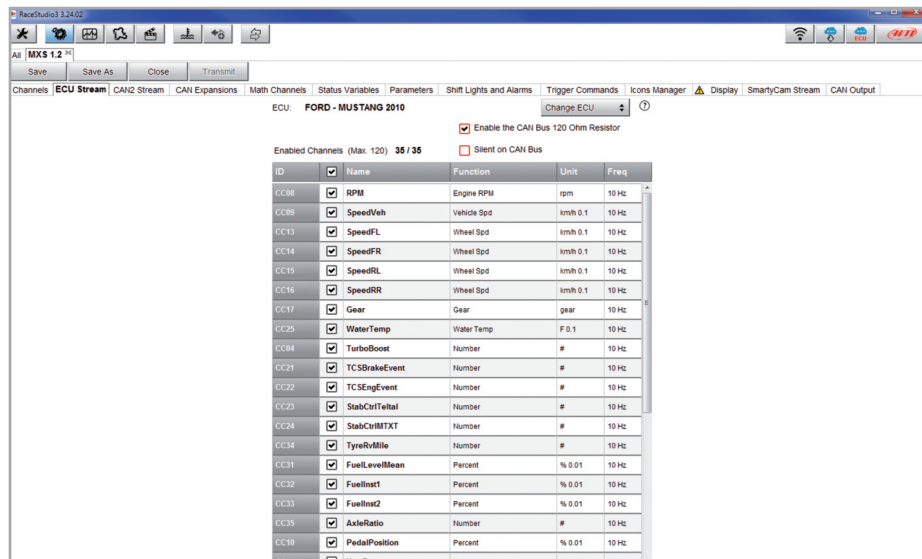 RaceStudio3 3.24.02
ECU
AiM
All MXS 1.2
Save Save As Close Transmit
Channels ECU Stream CAN2 Stream CAN Expansions Math Channels Status Variables Parameters Shift Lights and Alarms Trigger Commands Icons Manager Display SmartyCam Stream CAN Output
ECU: FORD - MUSTANG 2010 Change ECU ?
Enable the CAN Bus 120 Ohm Resistor
Enabled Channels (Max. 120) 35 / 35 Silent on CAN Bus
ID Name Function Unit Freq
CC08 RPM Engine RPM rpm 10 Hz
CC09 SpeedVeh Vehicle Spd km/h 0.1 10 Hz
CC13 SpeedFL Wheel Spd km/h 0.1 10 Hz
CC14 SpeedFR Wheel Spd km/h 0.1 10 Hz
CC15 SpeedRL Wheel Spd km/h 0.1 10 Hz
CC16 SpeedRR Wheel Spd km/h 0.1 10 Hz
CC17 Gear Gear gear 10 Hz
CC25 WaterTemp Water Temp F 0.1 10 Hz
CC04 TurboBoost Number # 10 Hz
CC21 TCSBrakeEvent Number # 10 Hz
CC22 TCSEngEvent Number # 10 Hz
CC23 StabCtrlTeltal Number # 10 Hz
CC24 StabCtrlMTXT Number # 10 Hz
CC34 TyreRvMile Number # 10 Hz
CC31 FuelLevelMean Percent % 0.01 10 Hz
CC32 FuelInst1 Percent % 0.01 10 Hz
CC33 FuelInst2 Percent % 0.01 10 Hz
CC35 AxleRatio Number # 10 Hz
CC10 PedalPosition Percent % 0.01 10 Hz